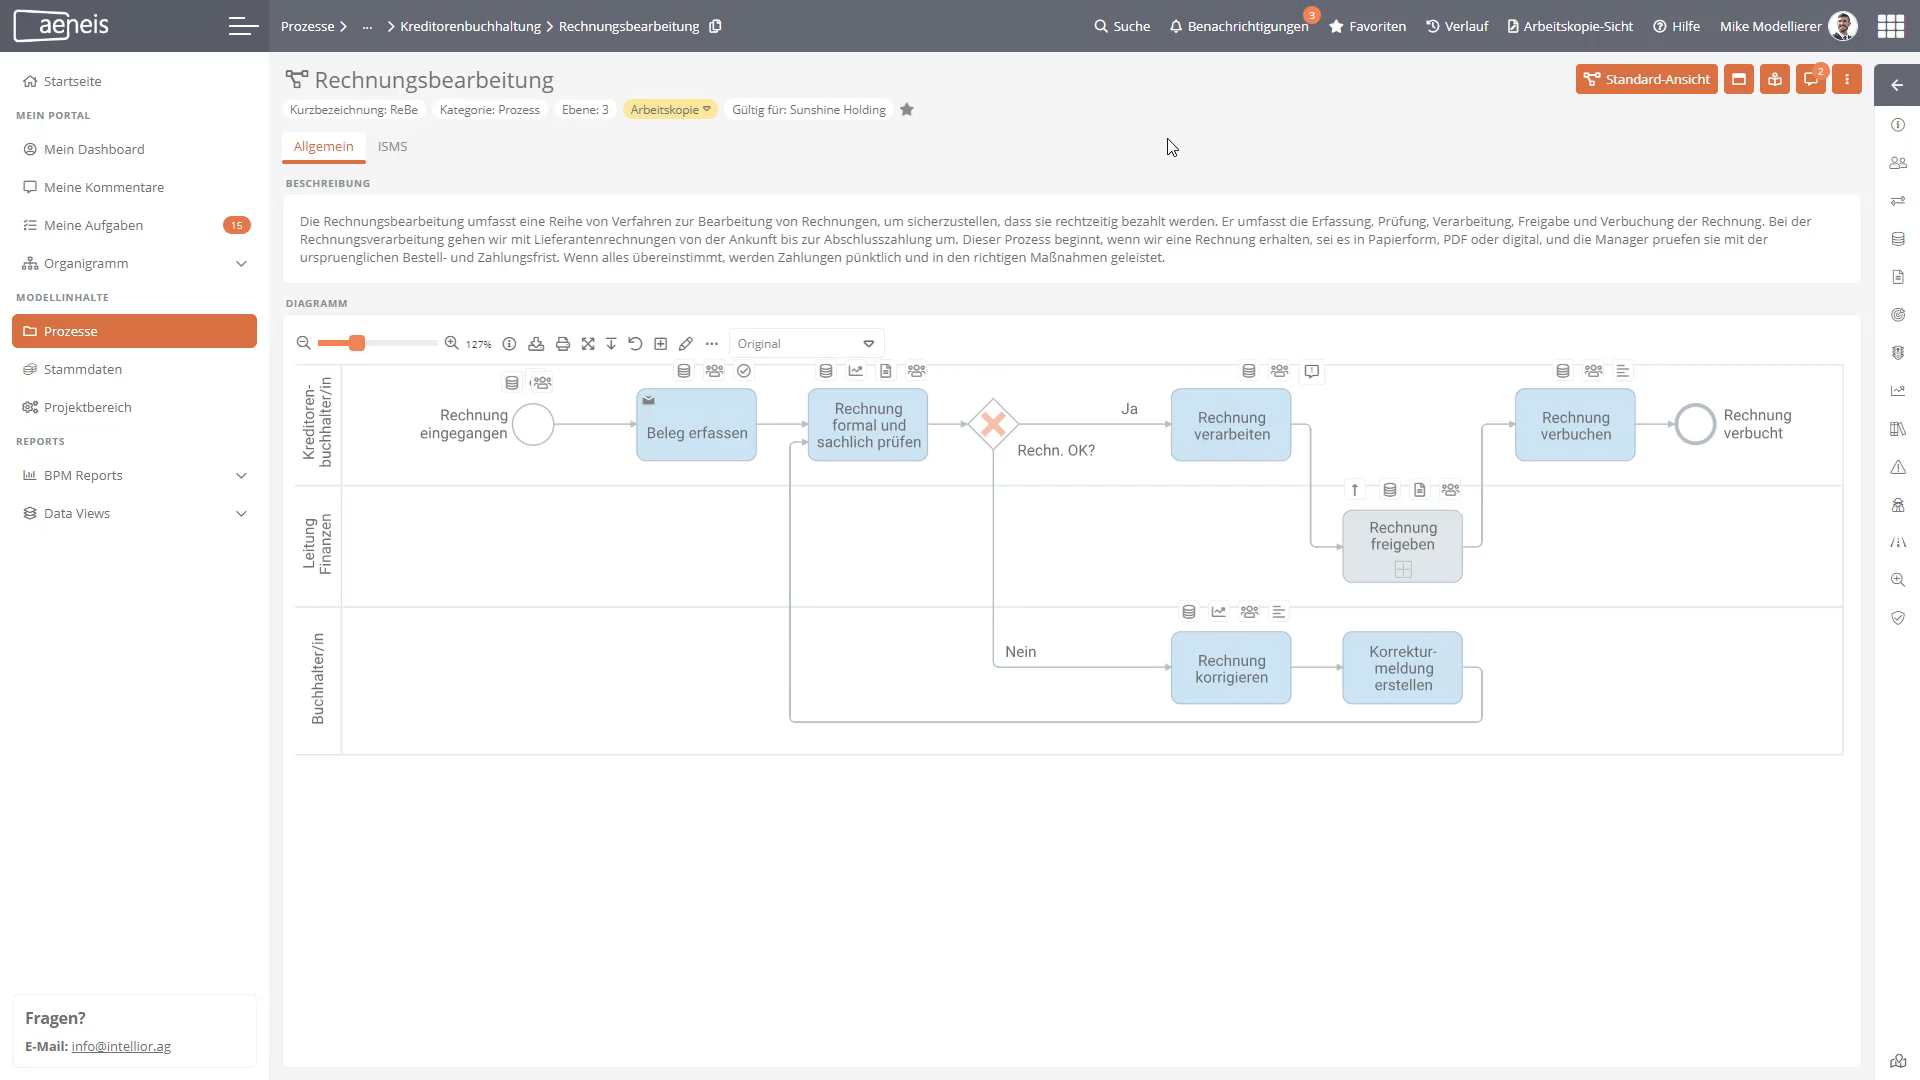 aeneis
Prozesse
...
Kreditorenbuchhaltung
Rechnungsbearbeitung
Suche
Benachrichtigungen
3
Favoriten
Verlauf
Arbeitskopie-Sicht
Hilfe
Mike Modellierer
Startseite
MEIN PORTAL
Mein Dashboard
Meine Kommentare
Meine Aufgaben
15
Organigramm
MODELLINHALTE
Prozesse
Stammdaten
Projektbereich
REPORTS
BPM Reports
Data Views
Fragen?
E-Mail: info@intellior.ag
Rechnungsbearbeitung
Standard-Ansicht
2
Kurzbezeichnung: ReBe
Kategorie: Prozess
Ebene: 3
Arbeitskopie
Gültig für: Sunshine Holding
Allgemein
ISMS
BESCHREIBUNG
Die Rechnungsbearbeitung umfasst eine Reihe von Verfahren zur Bearbeitung von Rechnungen, um sicherzustellen, dass sie rechtzeitig bezahlt werden. Er umfasst die Erfassung, Prüfung, Verarbeitung, Freigabe und Verbuchung der Rechnung. Bei der
Rechnungsverarbeitung gehen wir mit Lieferantenrechnungen von der Ankunft bis zur Abschlusszahlung um. Dieser Prozess beginnt, wenn wir eine Rechnung erhalten, sei es in Papierform, PDF oder digital, und die Manager pruefen sie mit der
urspruenglichen Bestell- und Zahlungsfrist. Wenn alles übereinstimmt, werden Zahlungen pünktlich und in den richtigen Maßnahmen geleistet.
DIAGRAMM
127%
Original
Kreditoren-
buchhalter/in
Rechnung
eingegangen
Beleg erfassen
Rechnung
formal und
sachlich prüfen
Rechn. OK?
Ja
Rechnung
verarbeiten
Rechnung
verbuchen
Rechnung
verbucht
Leitung
Finanzen
Rechnung
freigeben
Buchhalter/in
Nein
Rechnung
korrigieren
Korrektur-
meldung
erstellen